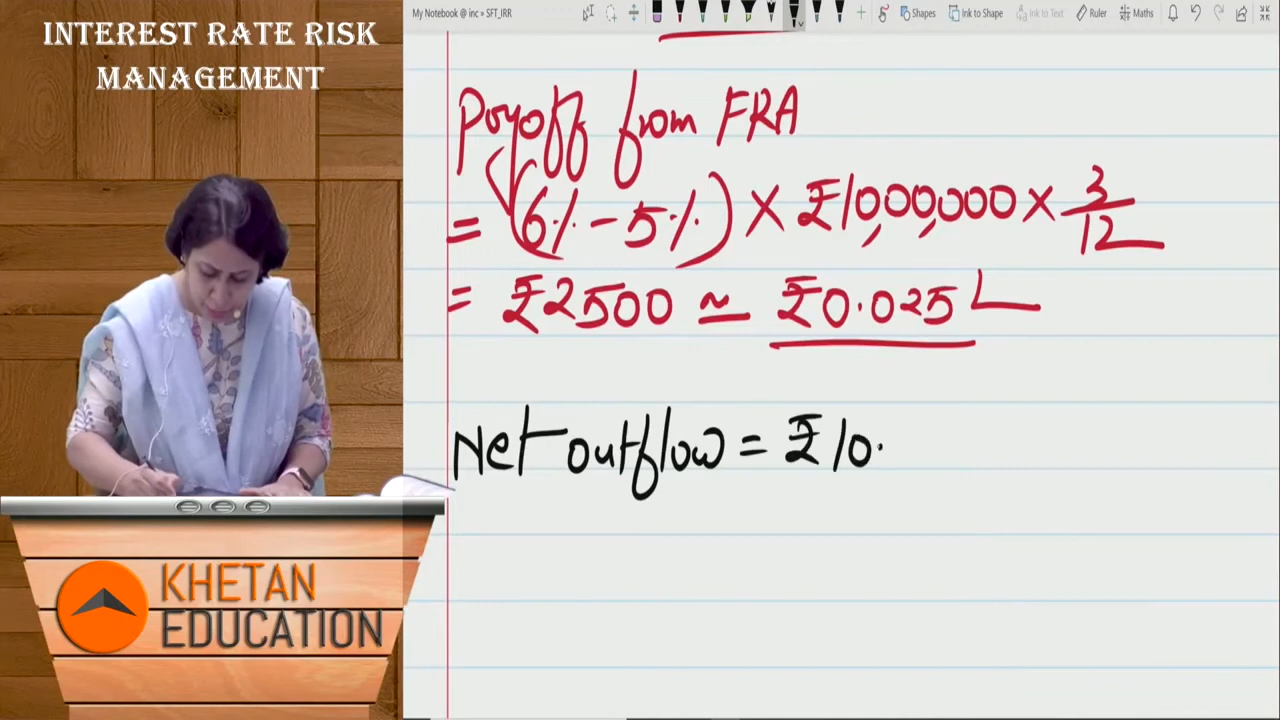 INTEREST RATE RISK
MANAGEMENT
My Notebook @ inc » SFT_IRR
Shapes
Ink to Shape
Ink to Text
Ruler
Maths
Payoff from FRA
= (6% - 5%) × ₹10,00,000 × 3/12
= ₹2500 ≃ ₹0.025 L
Net outflow = ₹10.
KHETAN
EDUCATION